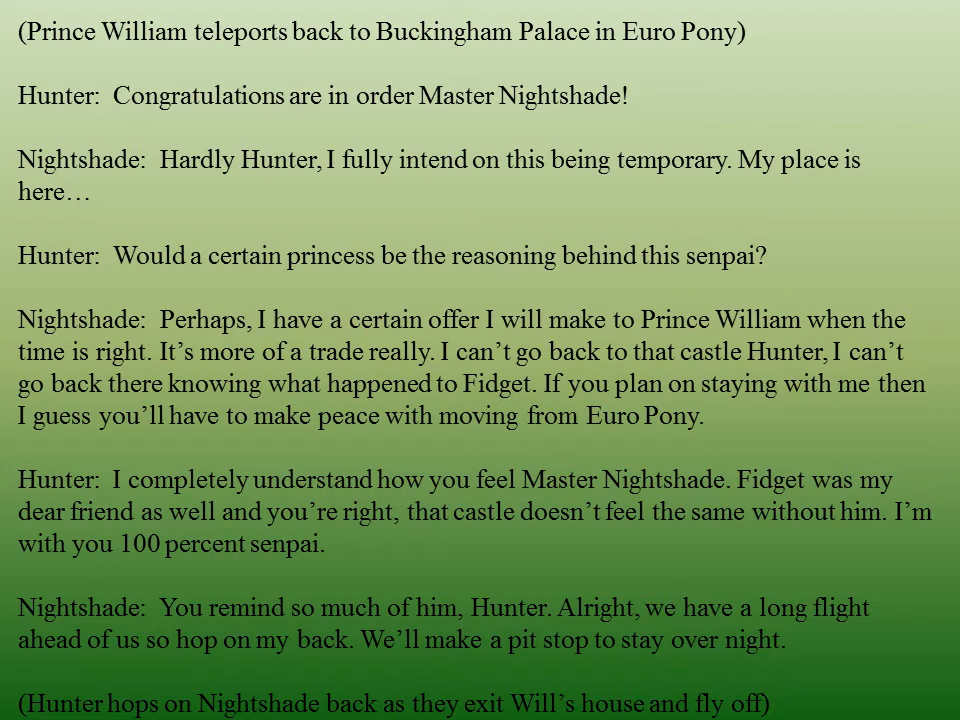 (Prince William teleports back to Buckingham Palace in Euro Pony)
Hunter:  Congratulations are in order Master Nightshade!
Nightshade:  Hardly Hunter, I fully intend on this being temporary. My place is
here…
Hunter:  Would a certain princess be the reasoning behind this senpai?
Nightshade:  Perhaps, I have a certain offer I will make to Prince William when the
time is right. It’s more of a trade really. I can’t go back to that castle Hunter, I can’t
go back there knowing what happened to Fidget. If you plan on staying with me then
I guess you’ll have to make peace with moving from Euro Pony.
Hunter:  I completely understand how you feel Master Nightshade. Fidget was my
dear friend as well and you’re right, that castle doesn’t feel the same without him. I’m
with you 100 percent senpai.
Nightshade:  You remind so much of him, Hunter. Alright, we have a long flight
ahead of us so hop on my back. We’ll make a pit stop to stay over night.
(Hunter hops on Nightshade back as they exit Will’s house and fly off)